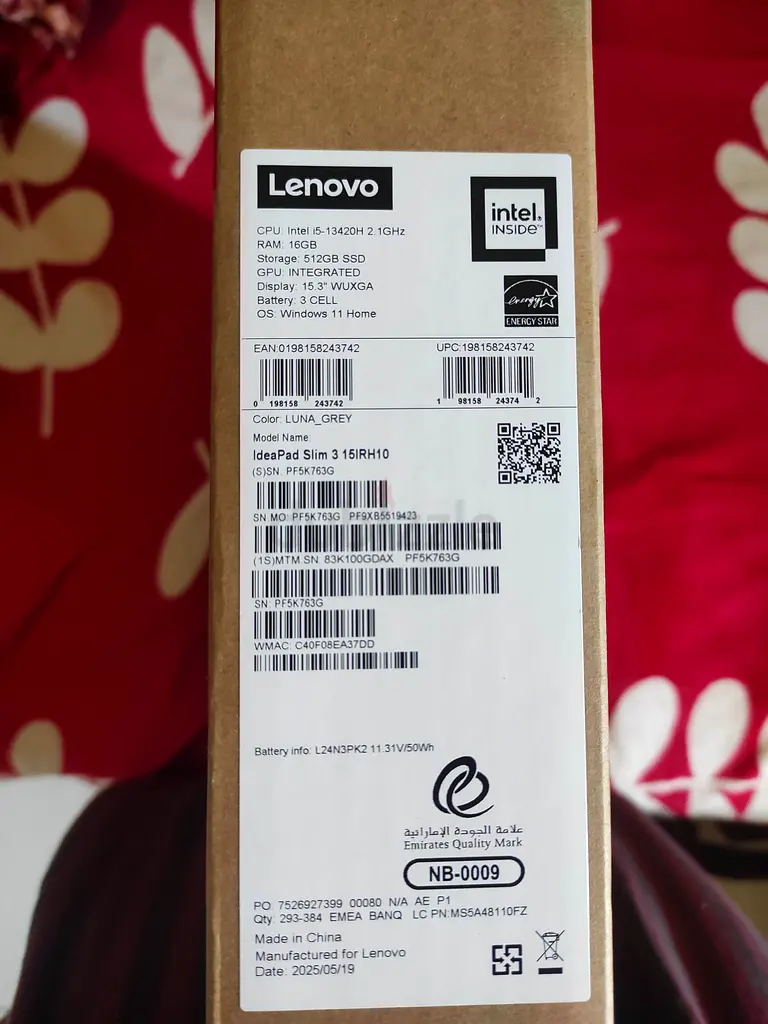 Lenovo
intel.
INSIDE™
CPU: Intel i5-13420H 2.1GHz
RAM: 16GB
Storage: 512GB SSD
GPU: INTEGRATED
Display: 15.3" WUXGA
Battery: 3 CELL
OS: Windows 11 Home
energy
ENERGY STAR
EAN:0198158243742
UPC:198158243742
0 198158 243742
1 98158 24374 2
Color: LUNA_GREY
Model Name:
IdeaPad Slim 3 15IRH10
(S)SN: PF5K763G
SN MO: PF5K763G PF9XB5519423
(1S)MTM SN 83K100GDAX PF5K763G
SN: PF5K763G
WMAC: C40F08EA37DD
Battery info: L24N3PK2 11.31V/50Wh
علامة الجودة الإماراتية
Emirates Quality Mark
NB-0009
PO: 7526927399 00080 N/A AE P1
Qty: 293-384 EMEA BANQ LC PN:MS5A48110FZ
Made in China
Manufactured for Lenovo
Date: 2025/05/19